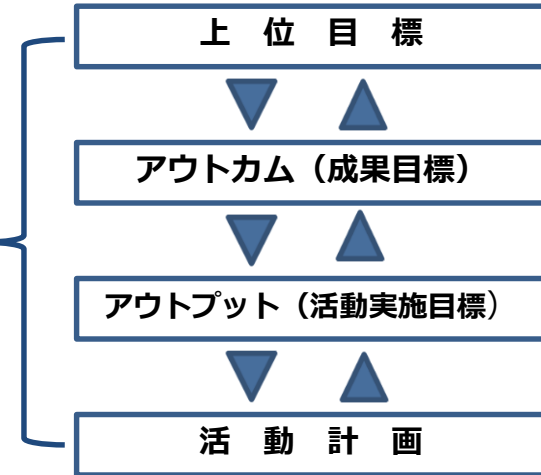 上　位　目　標
アウトカム（成果目標）
アウトプット（活動実施目標）
活　動　計　画